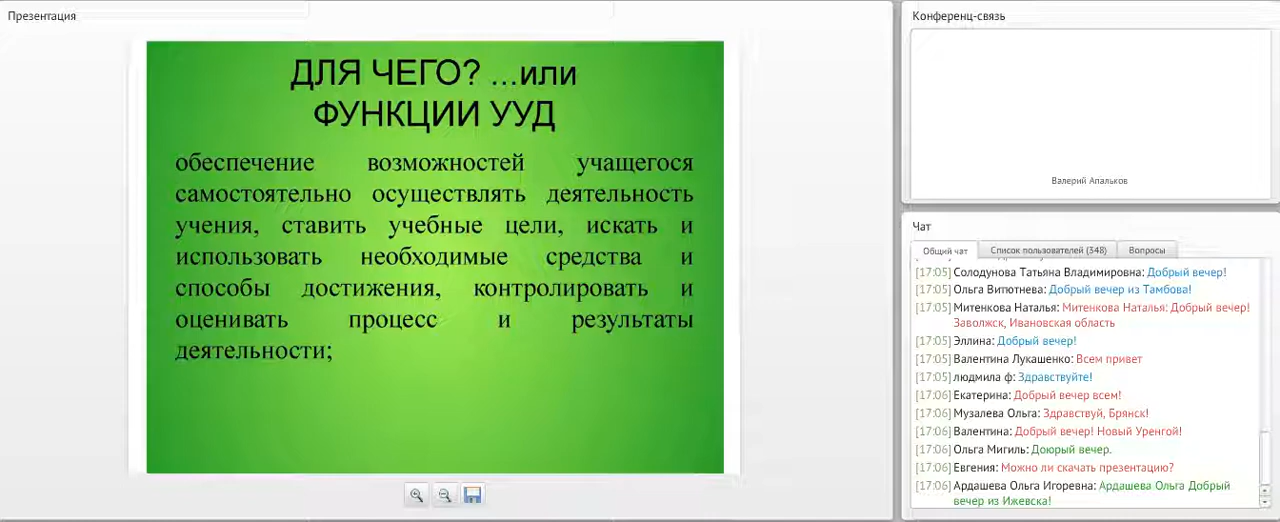 Презентация
ДЛЯ ЧЕГО? ...или
ФУНКЦИИ УУД
обеспечение возможностей учащегося
самостоятельно осуществлять деятельность
учения, ставить учебные цели, искать и
использовать необходимые средства и
способы достижения, контролировать и
оценивать процесс и результаты
деятельности;
Конференц-связь
Валерий Апальков
Чат
Общий чат Список пользователей (348) Вопросы
[17:05] Солодунова Татьяна Владимировна: Добрый вечер!
[17:05] Ольга Випотнева: Добрый вечер из Тамбова!
[17:05] Митенкова Наталья: Митенкова Наталья: Добрый вечер!
Заволжск, Ивановская область
[17:05] Эллина: Добрый вечер!
[17:05] Валентина Лукашенко: Всем привет
[17:05] людмила ф: Здравствуйте!
[17:06] Екатерина: Добрый вечер всем!
[17:06] Музалева Ольга: Здравствуй, Брянск!
[17:06] Валентина: Добрый вечер! Новый Уренгой!
[17:06] Ольга Мигиль: Доюрый вечер.
[17:06] Евгения: Можно ли скачать презентацию?
[17:06] Ардашева Ольга Игоревна: Ардашева Ольга Добрый
вечер из Ижевска!